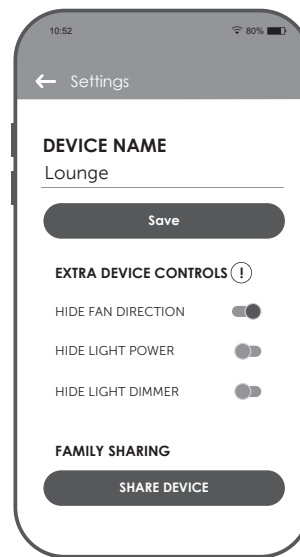 10:52 80%
← Settings
DEVICE NAME
Lounge
Save
EXTRA DEVICE CONTROLS !
HIDE FAN DIRECTION
HIDE LIGHT POWER
HIDE LIGHT DIMMER
FAMILY SHARING
SHARE DEVICE